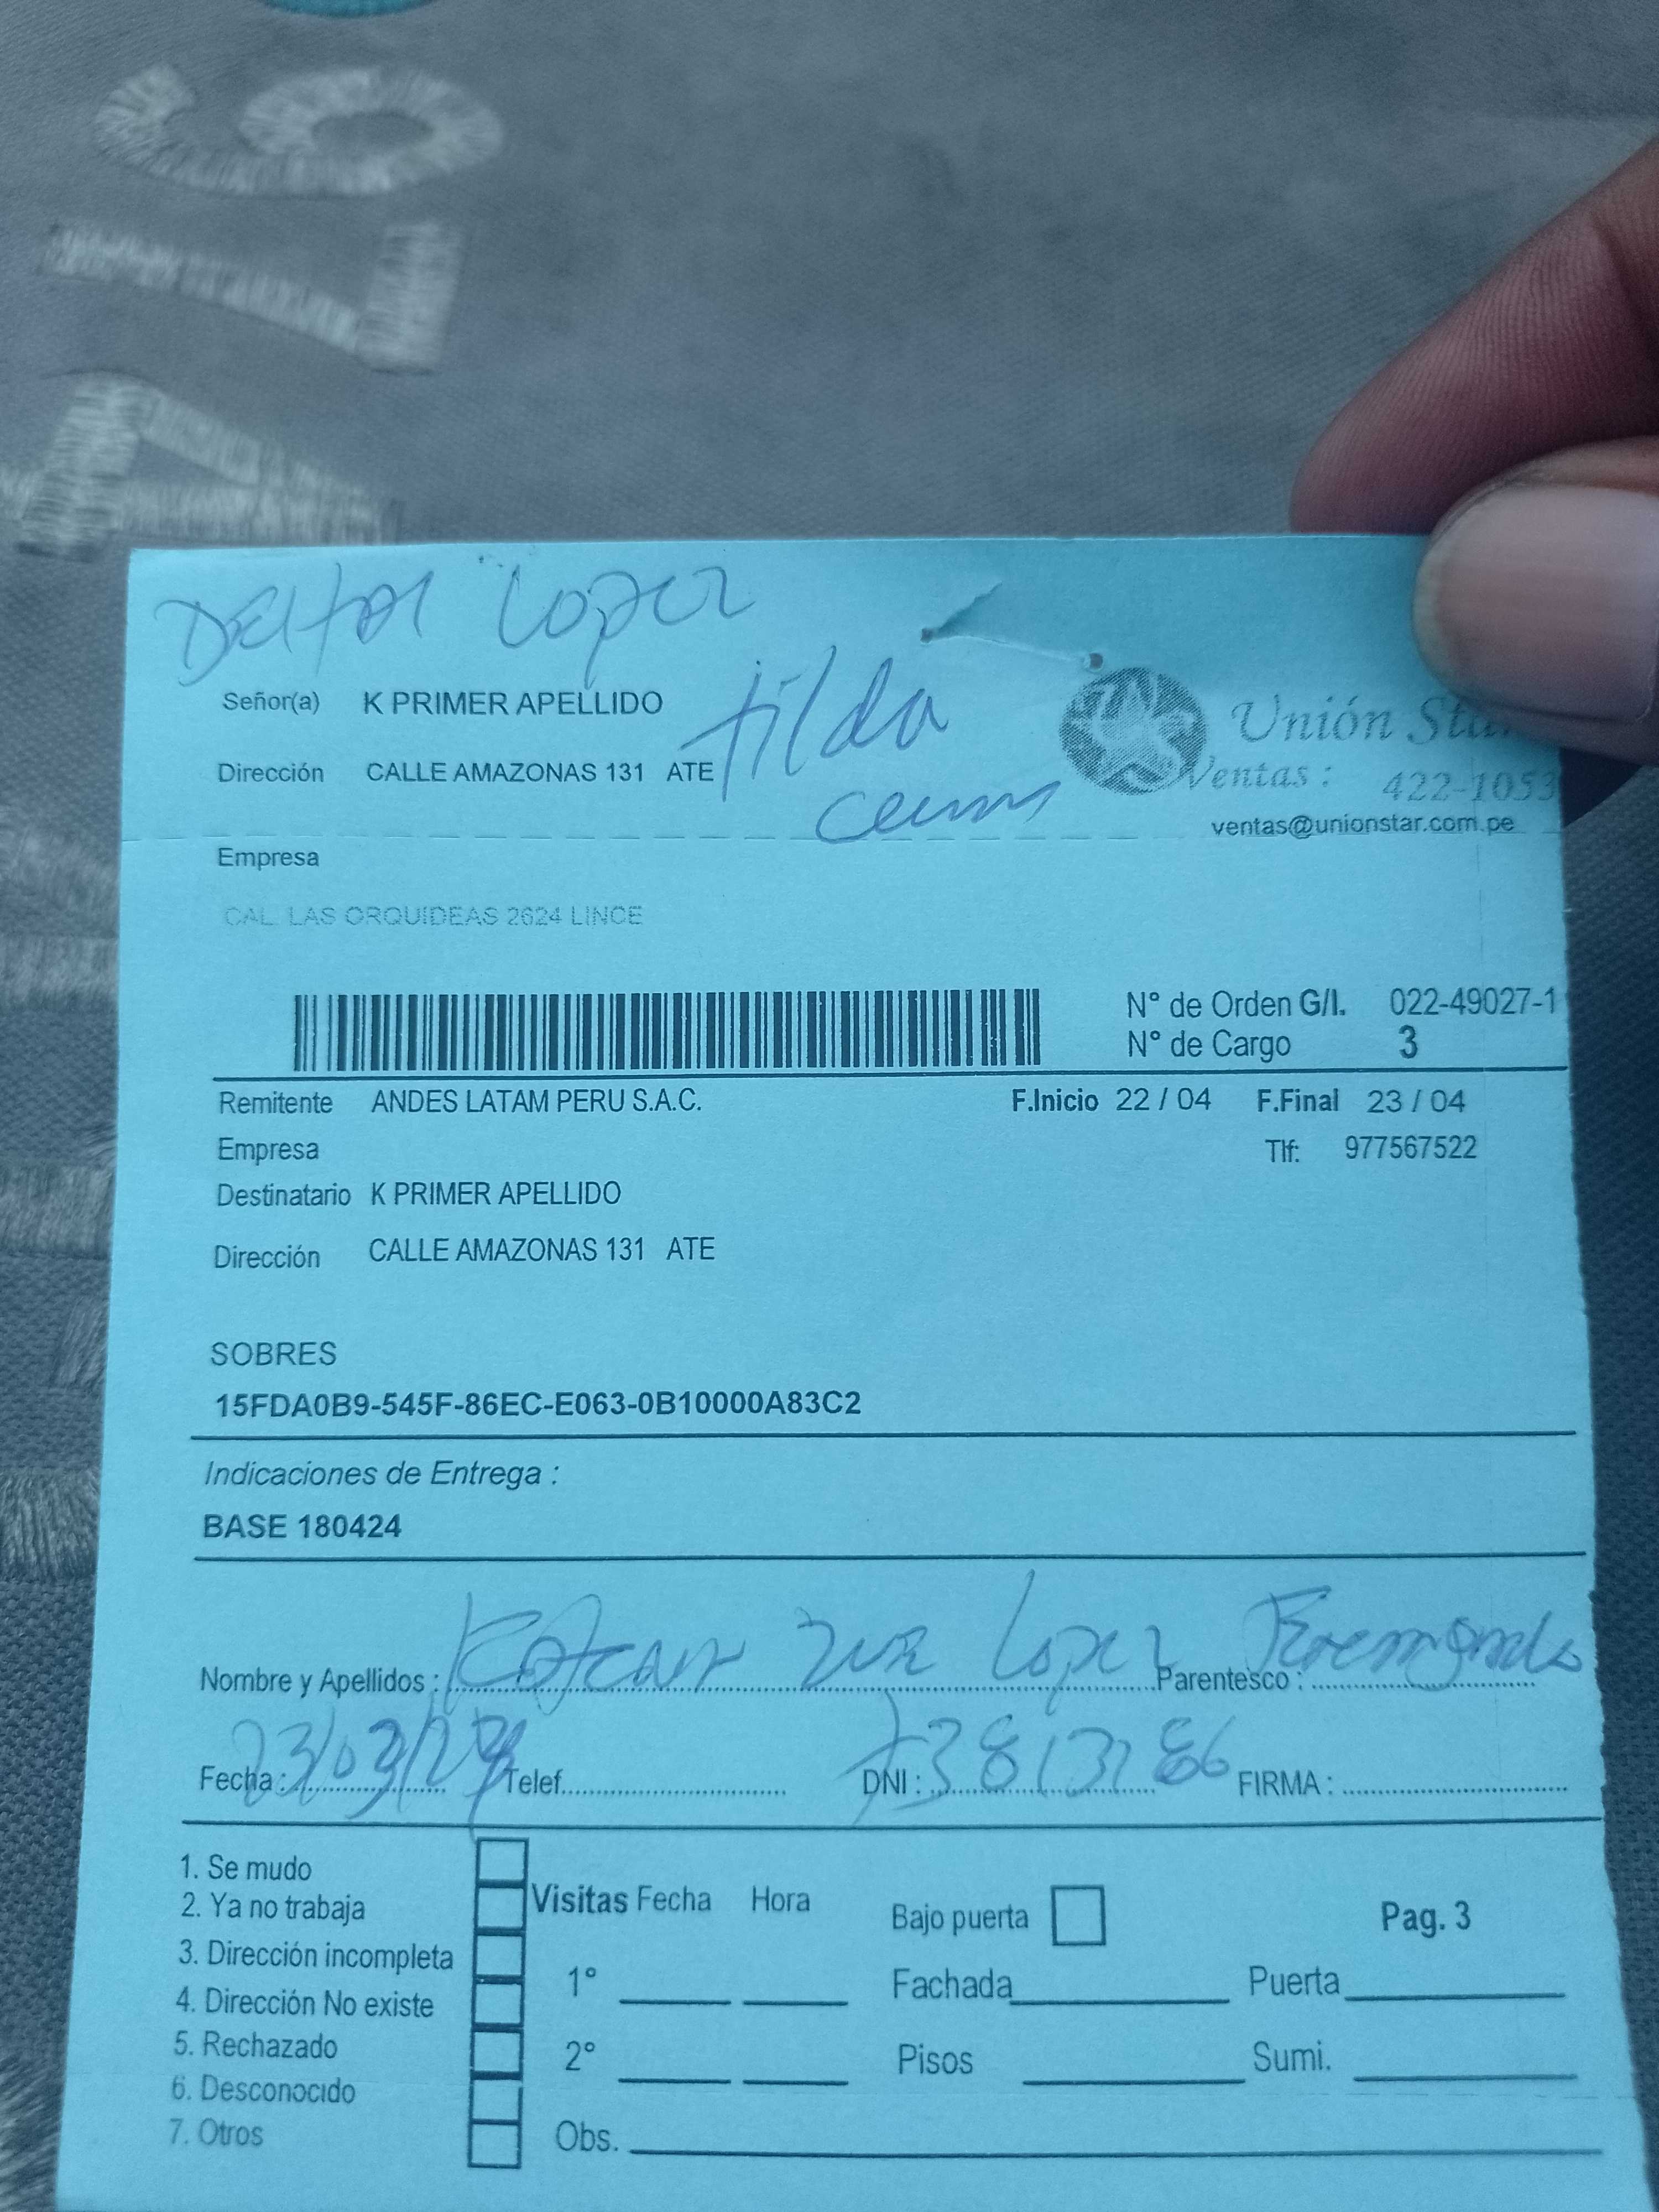 Lopez
Señor(a) K PRIMER APELLIDO
tilda
Dirección CALLE AMAZONAS 131 ATE
Unión
Ventas : 422-1053
ventas@unionstar.com.pe
Empresa
CAL. LAS ORQUIDEAS 2624 LINCE
N° de Orden G/I. 022-49027-1
N° de Cargo 3
Remitente ANDES LATAM PERU S.A.C. F.Inicio 22 / 04 F.Final 23 / 04
Empresa Tlf: 977567522
Destinatario K PRIMER APELLIDO
Dirección CALLE AMAZONAS 131 ATE
SOBRES
15FDA0B9-545F-86EC-E063-0B10000A83C2
Indicaciones de Entrega :
BASE 180424
Nombre y Apellidos : Lopez Parentesco :
Fecha : Telef. DNI : FIRMA :
1. Se mudo
2. Ya no trabaja
3. Dirección incompleta
4. Dirección No existe
5. Rechazado
6. Desconocido
7. Otros
Visitas Fecha Hora
1°
2°
Obs.
Bajo puerta Pag. 3
Fachada Puerta
Pisos Sumi.